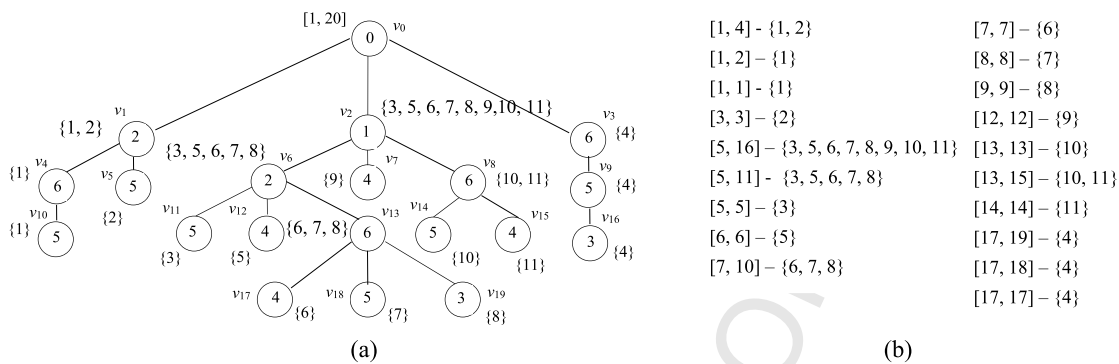 [1, 20] v0
0
v1 {1, 2} 2
v2 {3, 5, 6, 7, 8, 9,10, 11} 1
v3 6 {4}
v4 {1} 6
v5 5 {2}
{3, 5, 6, 7, 8} v6 2
v7 {9} 4
v8 6 {10, 11}
v9 5 {4}
v10 {1} 5
v11 5 {3}
v12 4 {5}
{6, 7, 8} v13 6
v14 5 {10}
v15 4 {11}
v16 3 {4}
v17 4 {6}
v18 5 {7}
v19 3 {8}
(a)
[1, 4] - {1, 2}
[1, 2] – {1}
[1, 1] - {1}
[3, 3] – {2}
[5, 16] – {3, 5, 6, 7, 8, 9, 10, 11}
[5, 11] - {3, 5, 6, 7, 8}
[5, 5] – {3}
[6, 6] – {5}
[7, 10] – {6, 7, 8}
[7, 7] – {6}
[8, 8] – {7}
[9, 9] – {8}
[12, 12] – {9}
[13, 13] – {10}
[13, 15] – {10, 11}
[14, 14] – {11}
[17, 19] – {4}
[17, 18] – {4}
[17, 17] – {4}
(b)